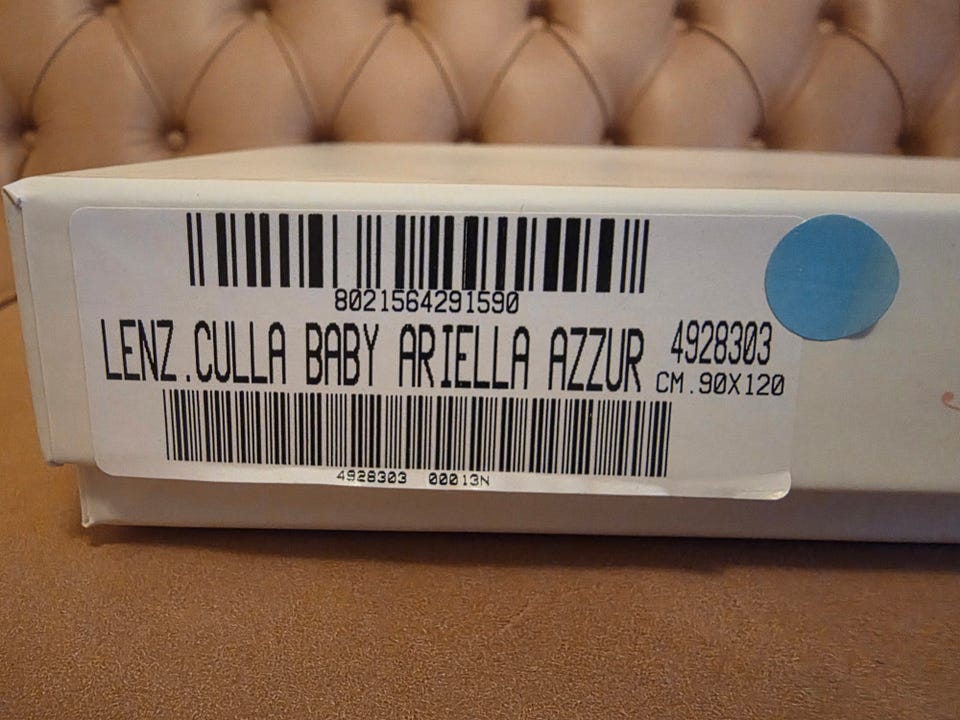 8021564291590
LENZ.CULLA BABY ARIELLA AZZUR 4928303
CM.90X120
4928303 00013N